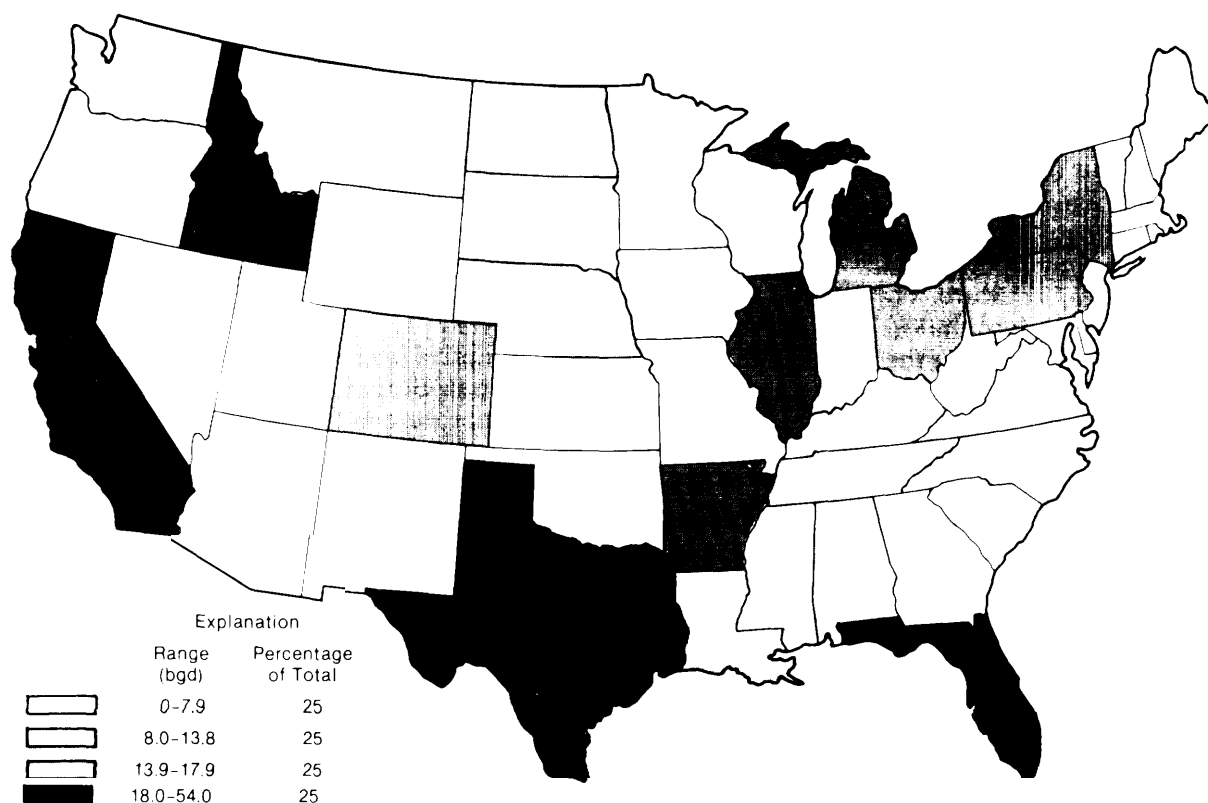 Explanation
Range Percentage
(bgd) of Total
0-7.9 25
8.0-13.8 25
13.9-17.9 25
18.0-54.0 25